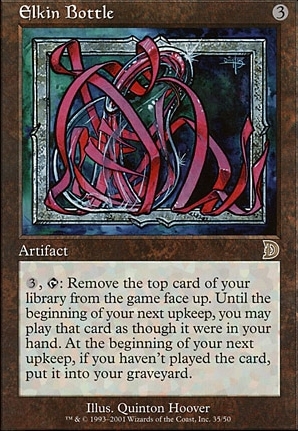 Elkin Bottle 3
Artifact
3, : Remove the top card of your
library from the game face up. Until the
beginning of your next upkeep, you may
play that card as though it were in your
hand. At the beginning of your next
upkeep, if you haven't played the card,
put it into your graveyard.
Illus. Quinton Hoover
™ & © 1993–2001 Wizards of the Coast, Inc. 35/50